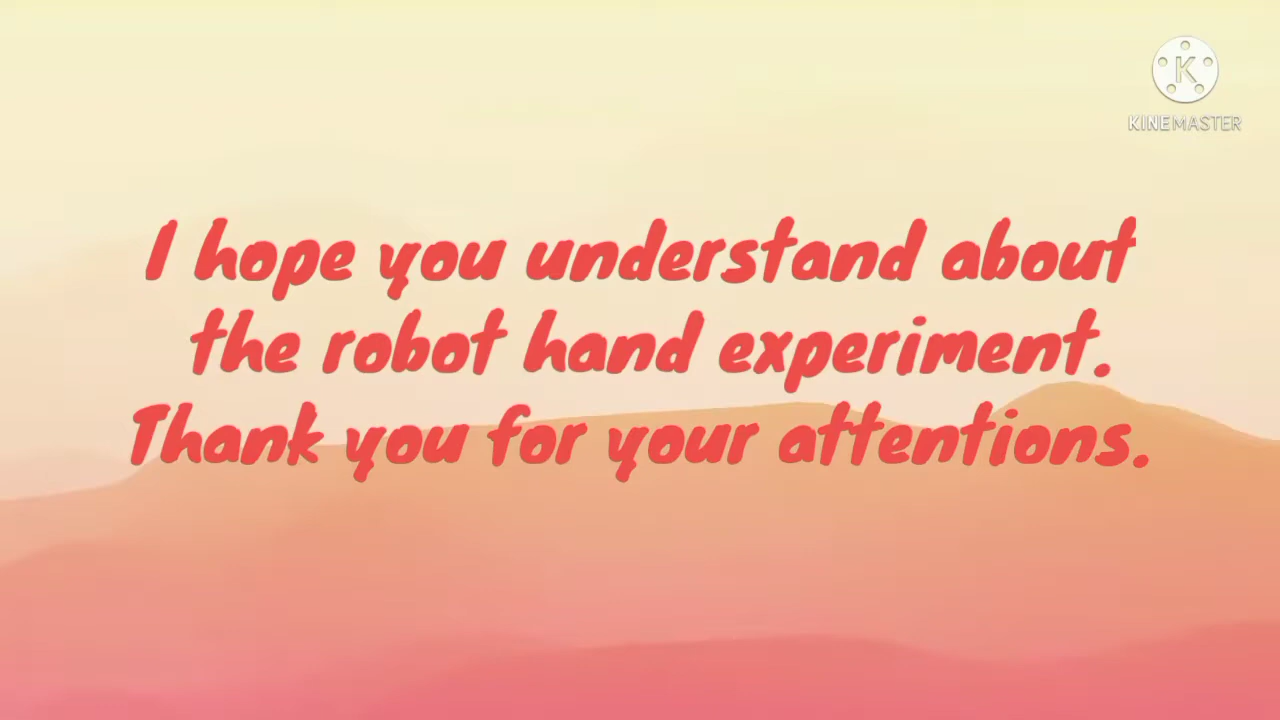 K
KINEMASTER
I hope you understand about
the robot hand experiment.
Thank you for your attentions.